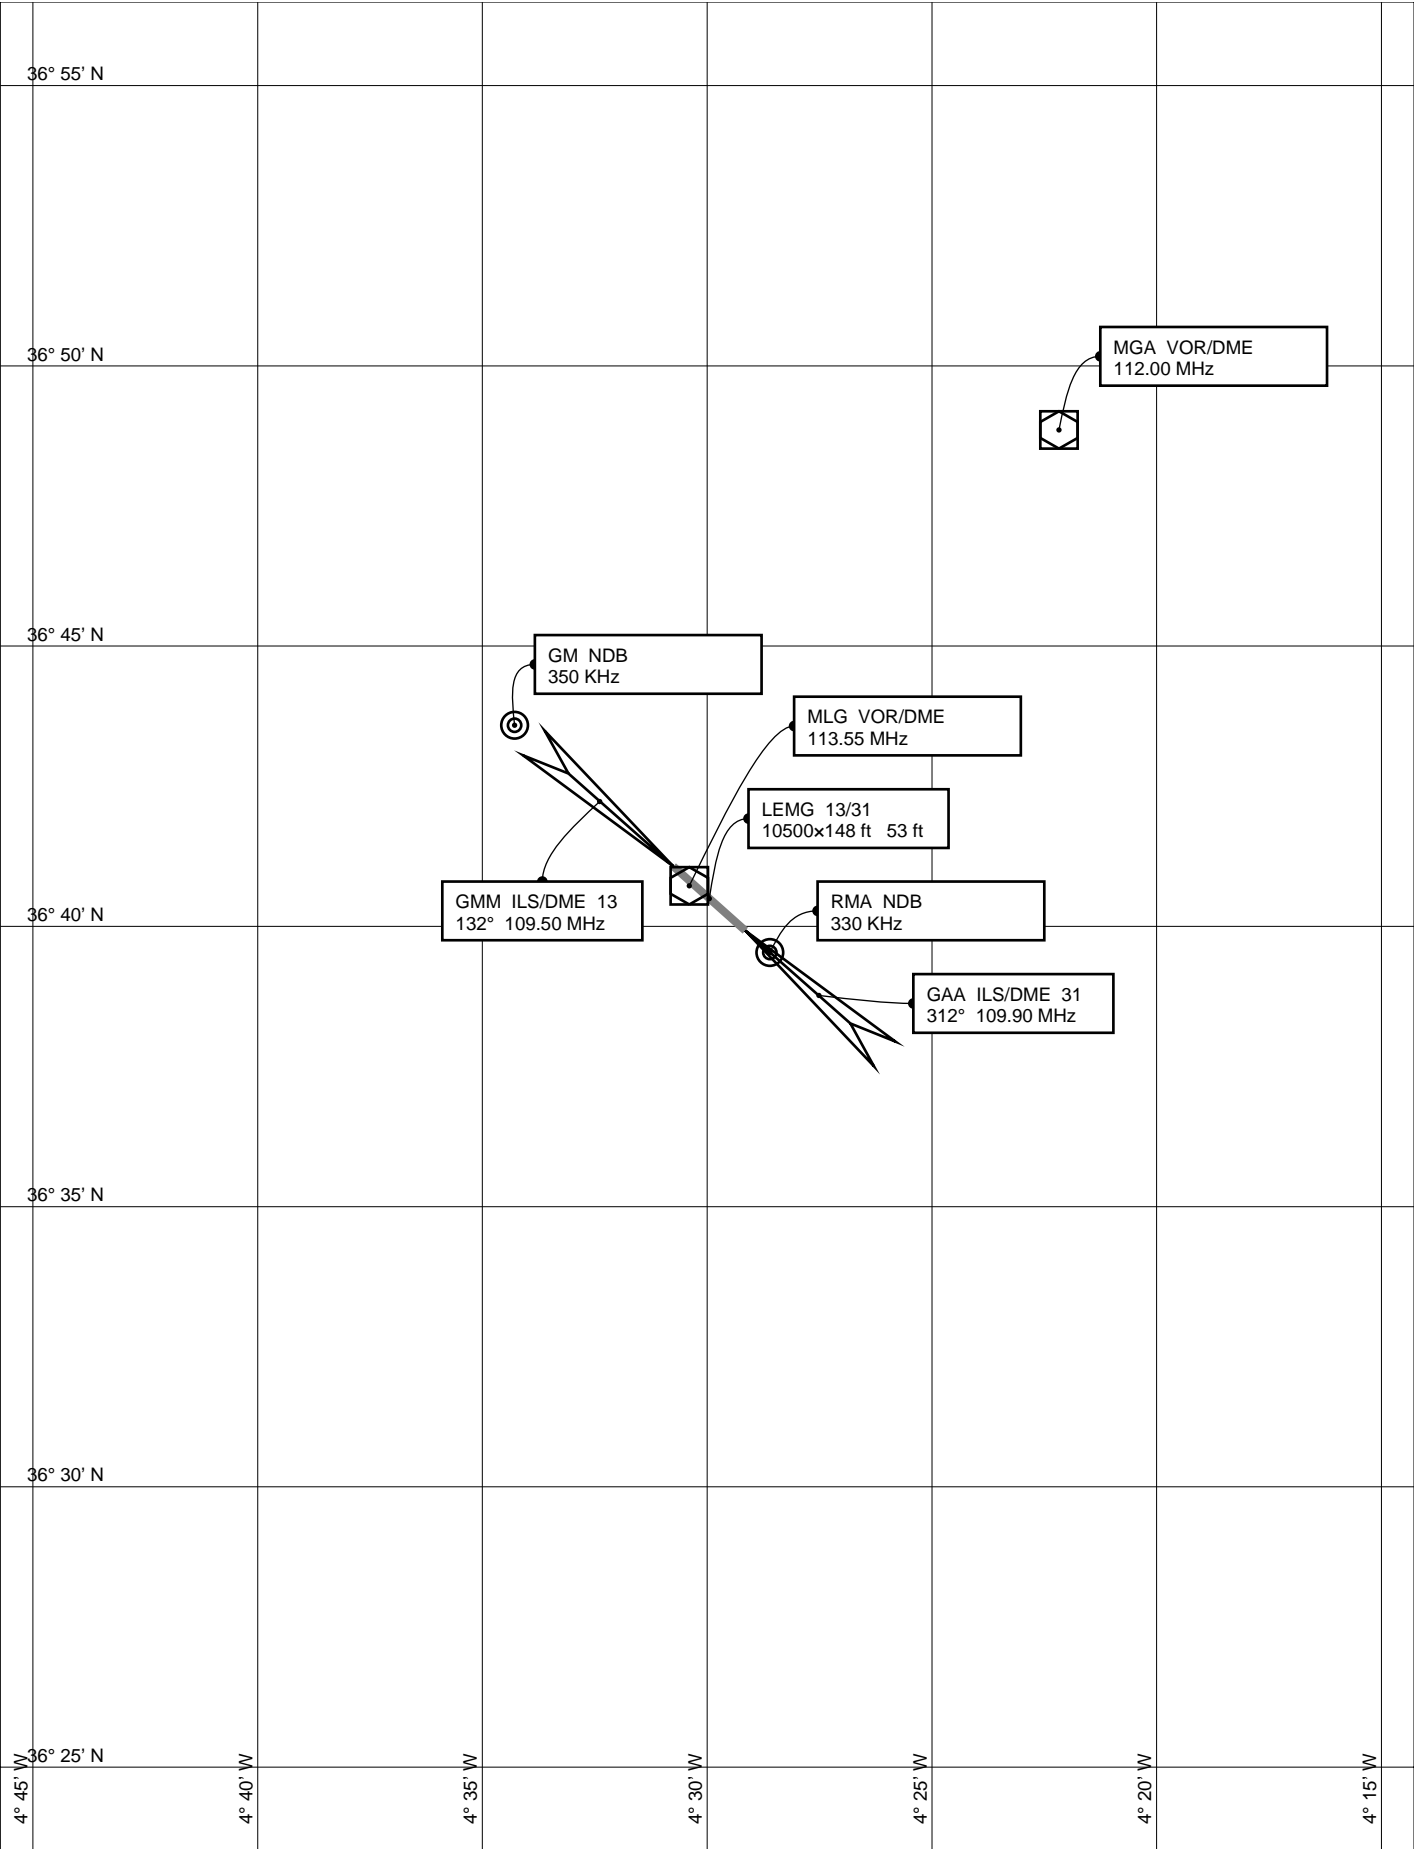 36° 55' N
36° 50' N
MGA VOR/DME
112.00 MHz
36° 45' N
GM NDB
350 KHz
MLG VOR/DME
113.55 MHz
LEMG 13/31
10500×148 ft 53 ft
GMM ILS/DME 13
132° 109.50 MHz
RMA NDB
330 KHz
36° 40' N
GAA ILS/DME 31
312° 109.90 MHz
36° 35' N
36° 30' N
36° 25' N
4° 45' W
4° 40' W
4° 35' W
4° 30' W
4° 25' W
4° 20' W
4° 15' W